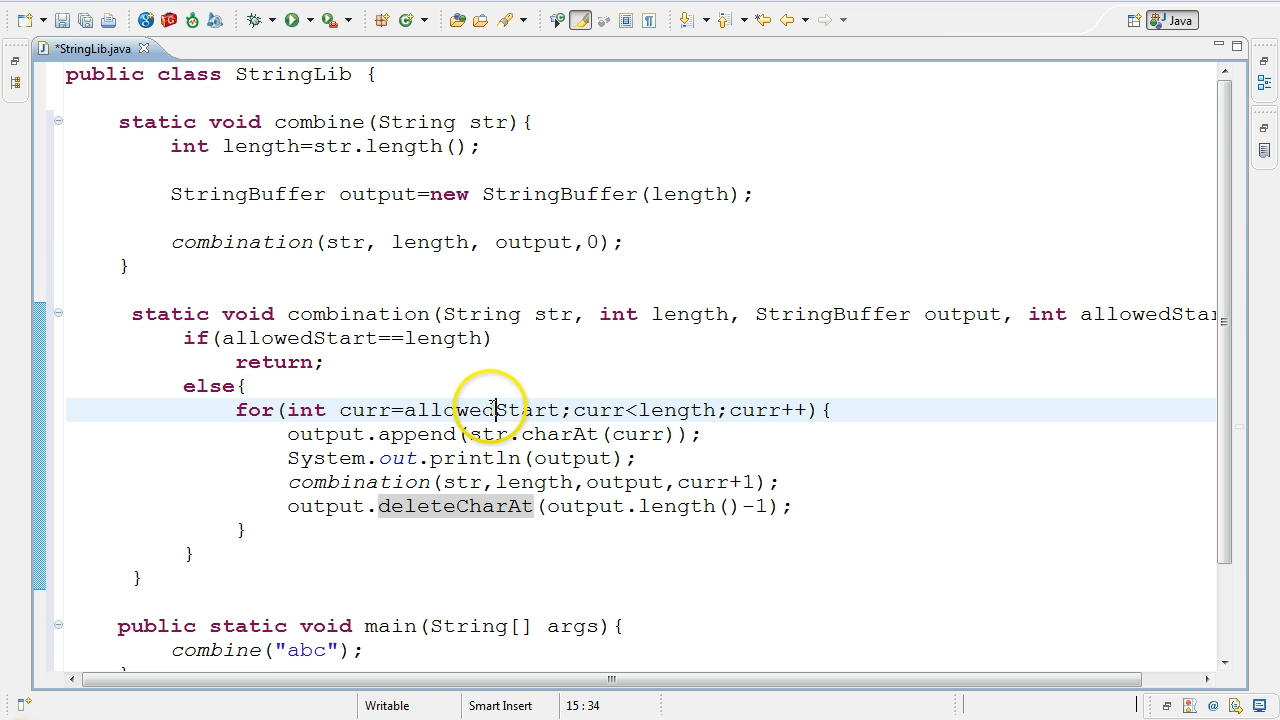 Java
*StringLib.java
public class StringLib {
static void combine(String str){
int length=str.length();
StringBuffer output=new StringBuffer(length);
combination(str, length, output,0);
}
static void combination(String str, int length, StringBuffer output, int allowedStar
if(allowedStart==length)
return;
else{
for(int curr=allowedStart;curr<length;curr++){
output.append(str.charAt(curr));
System.out.println(output);
combination(str,length,output,curr+1);
output.deleteCharAt(output.length()-1);
}
}
}
public static void main(String[] args){
combine("abc");
Writable Smart Insert 15 : 34